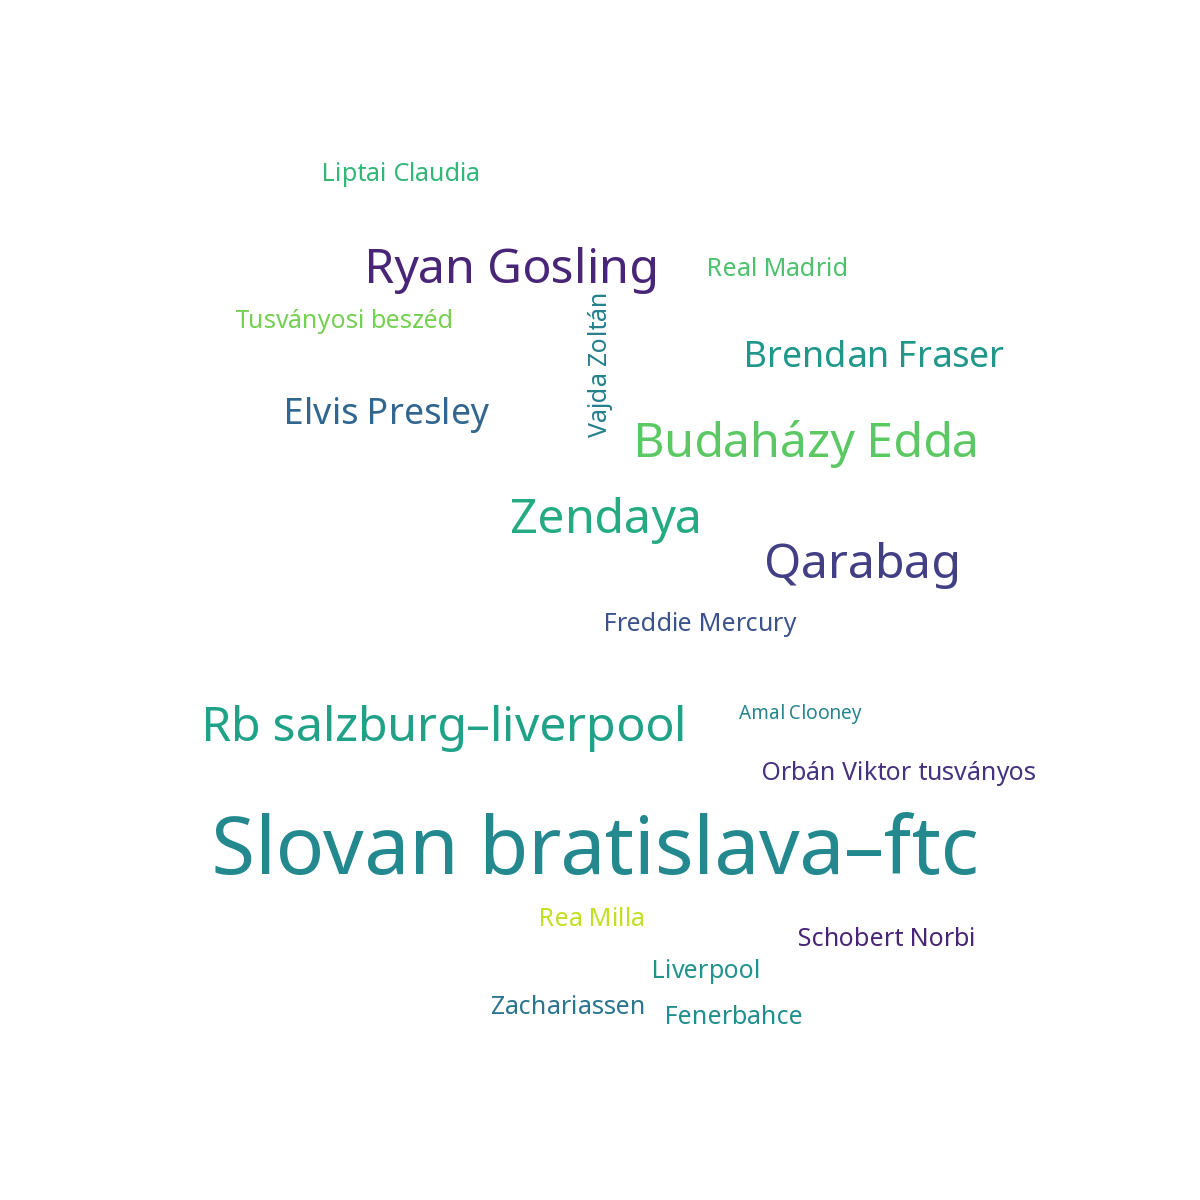 Liptai Claudia
Ryan Gosling
Real Madrid
Tusványosi beszéd
Vajda Zoltán
Brendan Fraser
Elvis Presley
Budaházy Edda
Zendaya
Qarabag
Freddie Mercury
Rb salzburg–liverpool
Amal Clooney
Orbán Viktor tusványos
Slovan bratislava–ftc
Rea Milla
Schobert Norbi
Liverpool
Zachariassen
Fenerbahce